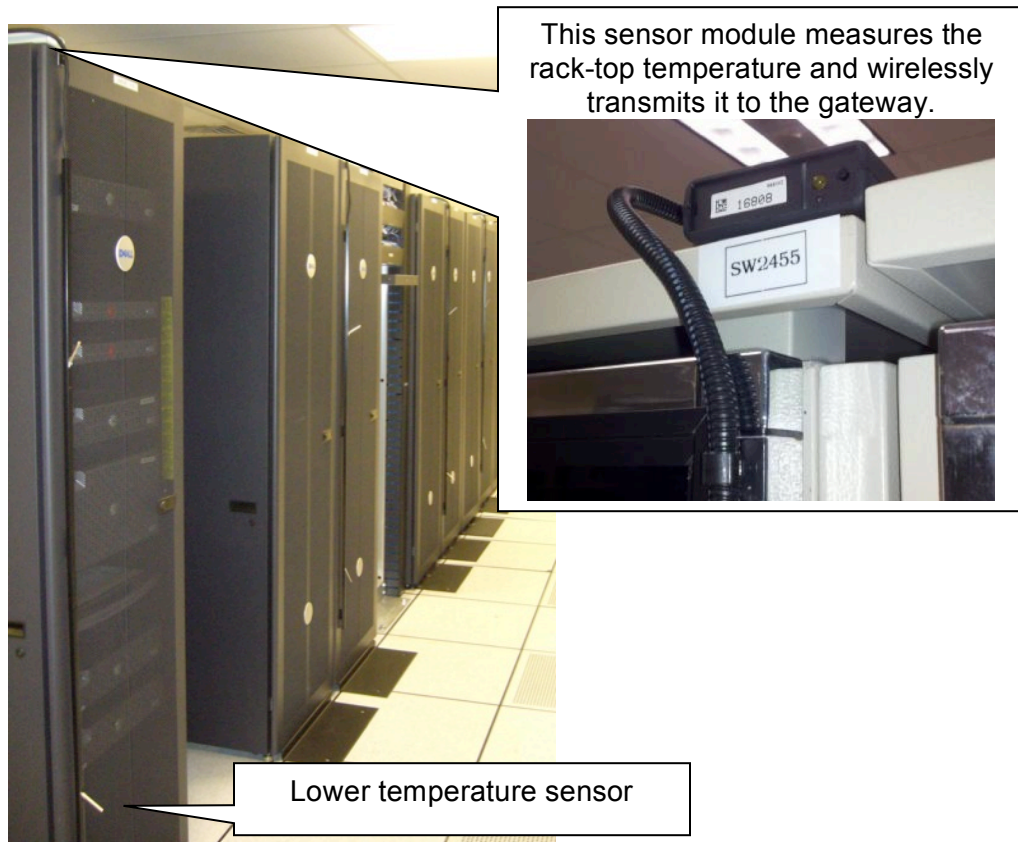 This sensor module measures the
rack-top temperature and wirelessly
transmits it to the gateway.
16808
SW2455
DELL
Lower temperature sensor